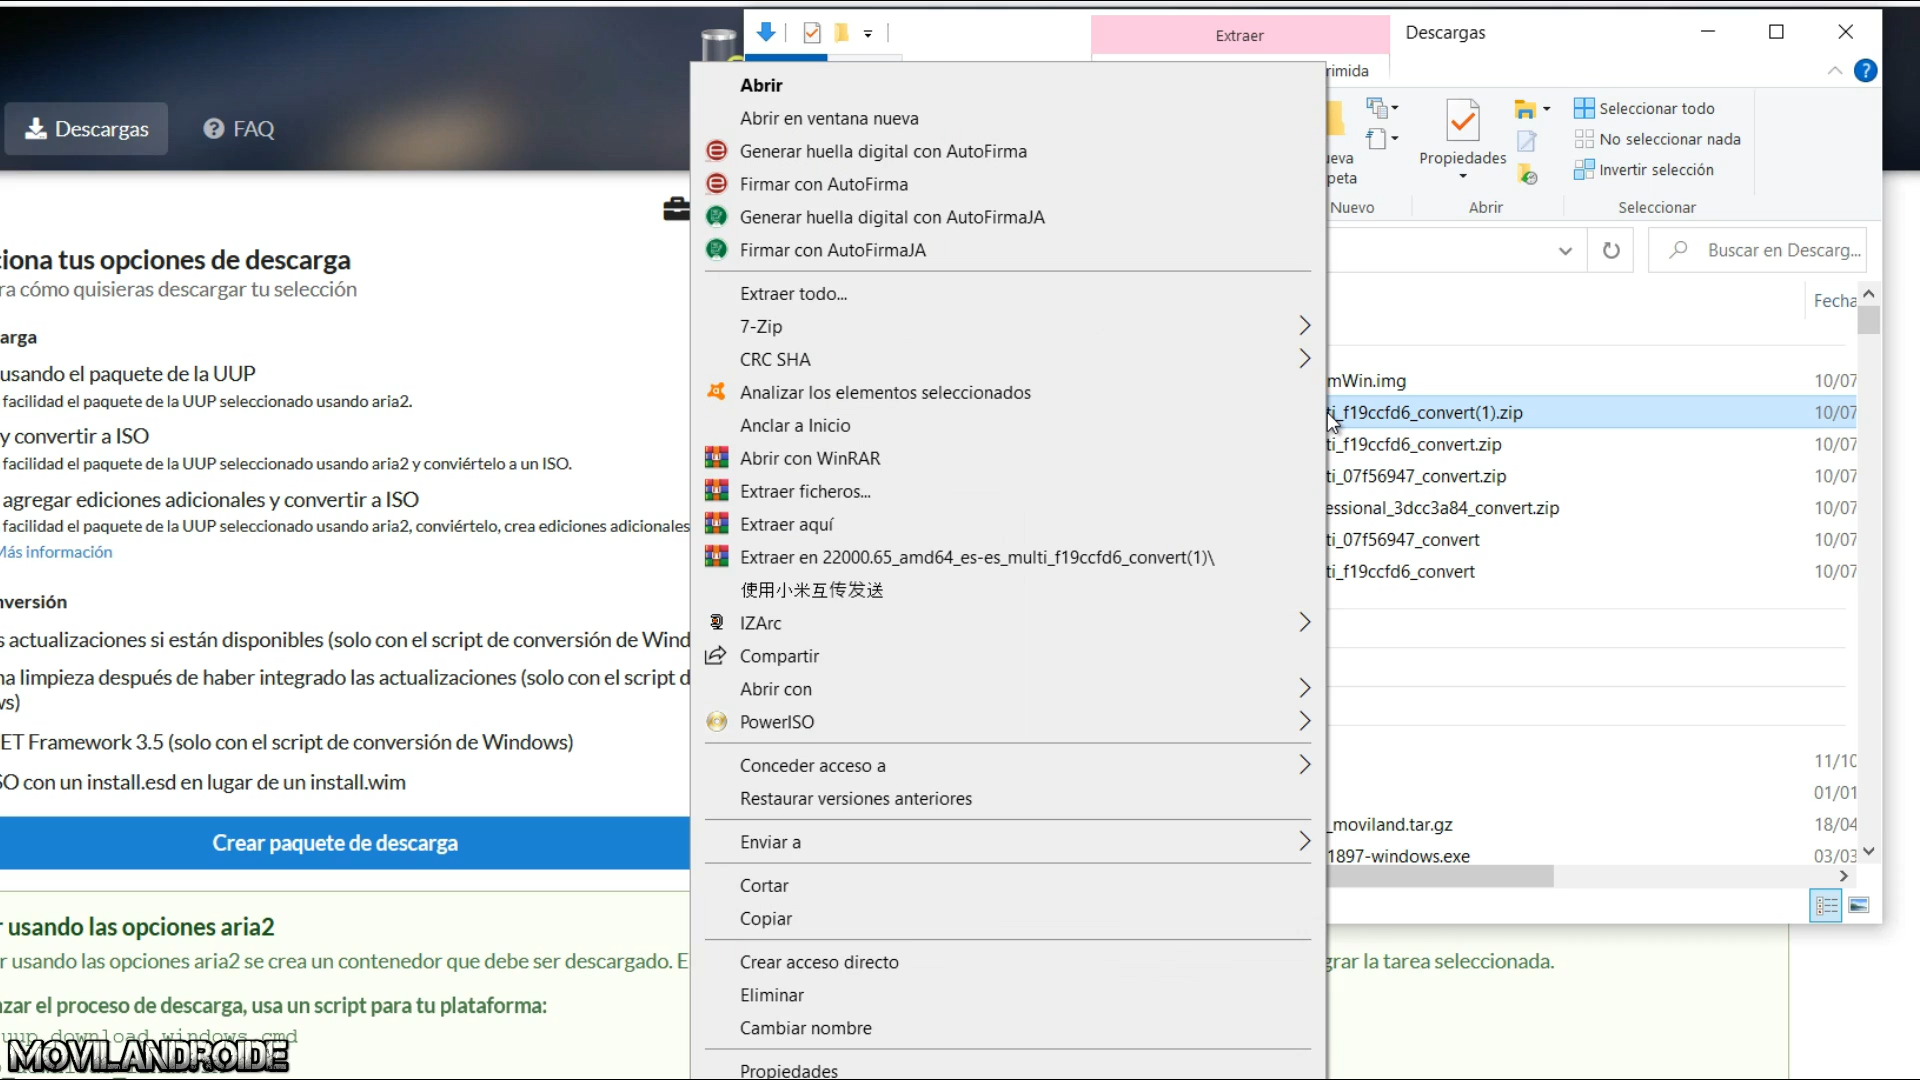 Descargas
FAQ
iona tus opciones de descarga
ra cómo quisieras descargar tu selección
arga
usando el paquete de la UUP
facilidad el paquete de la UUP seleccionado usando aria2.
y convertir a ISO
facilidad el paquete de la UUP seleccionado usando aria2 y conviértelo a un ISO.
agregar ediciones adicionales y convertir a ISO
facilidad el paquete de la UUP seleccionado usando aria2, conviértelo, crea ediciones adicionales
Más información
nversión
s actualizaciones si están disponibles (solo con el script de conversión de Wind
na limpieza después de haber integrado las actualizaciones (solo con el script d
ws)
ET Framework 3.5 (solo con el script de conversión de Windows)
SO con un install.esd en lugar de un install.wim
Crear paquete de descarga
r usando las opciones aria2
r usando las opciones aria2 se crea un contenedor que debe ser descargado. E
grar la tarea seleccionada.
nzar el proceso de descarga, usa un script para tu plataforma:
uup_download_windows.cmd
MOVILANDROIDE
Abrir
Abrir en ventana nueva
Generar huella digital con AutoFirma
Firmar con AutoFirma
Generar huella digital con AutoFirmaJA
Firmar con AutoFirmaJA
Extraer todo...
7-Zip
CRC SHA
Analizar los elementos seleccionados
Anclar a Inicio
Abrir con WinRAR
Extraer ficheros...
Extraer aquí
Extraer en 22000.65_amd64_es-es_multi_f19ccfd6_convert(1)\
使用小米互传发送
IZArc
Compartir
Abrir con
PowerISO
Conceder acceso a
Restaurar versiones anteriores
Enviar a
Cortar
Copiar
Crear acceso directo
Eliminar
Cambiar nombre
Propiedades
Extraer
Descargas
rimida
ueva
peta
Nuevo
Propiedades
Abrir
Seleccionar todo
No seleccionar nada
Invertir selección
Seleccionar
Buscar en Descarg...
Fecha
mWin.img 10/07
ti_f19ccfd6_convert(1).zip 10/07
ti_f19ccfd6_convert.zip 10/07
ti_07f56947_convert.zip 10/07
essional_3dcc3a84_convert.zip 10/07
ti_07f56947_convert 10/07
ti_f19ccfd6_convert 10/07
11/10
01/01
_moviland.tar.gz 18/04
1897-windows.exe 03/03